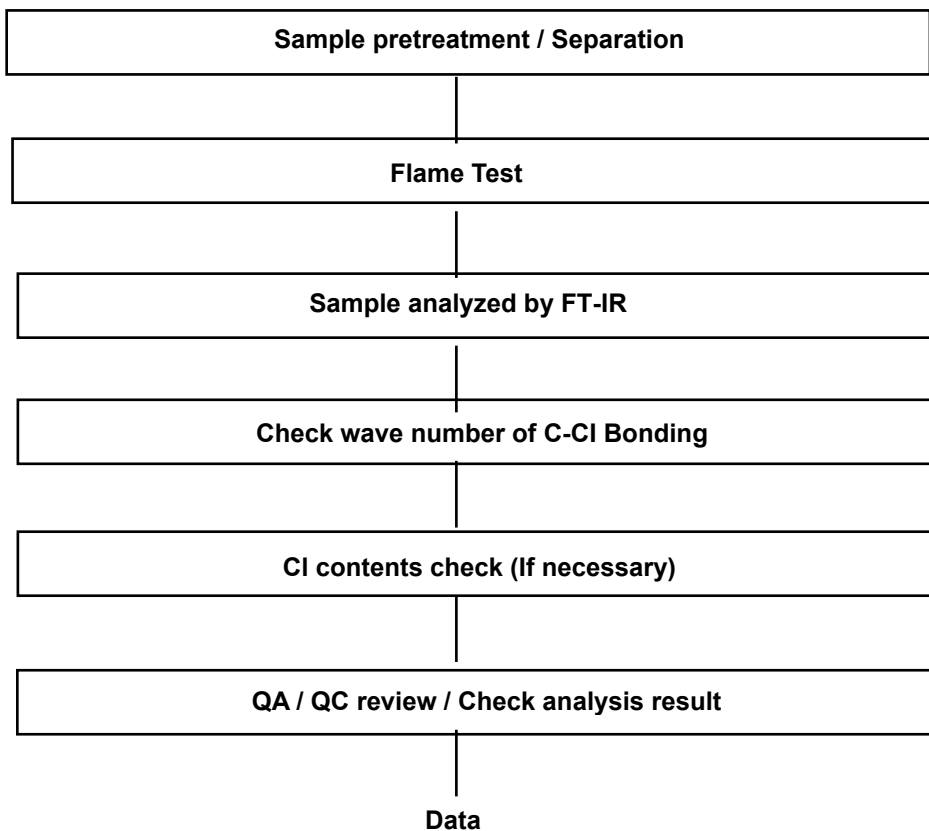 Sample pretreatment / Separation
Flame Test
Sample analyzed by FT-IR
Check wave number of C-Cl Bonding
Cl contents check (If necessary)
QA / QC review / Check analysis result
Data